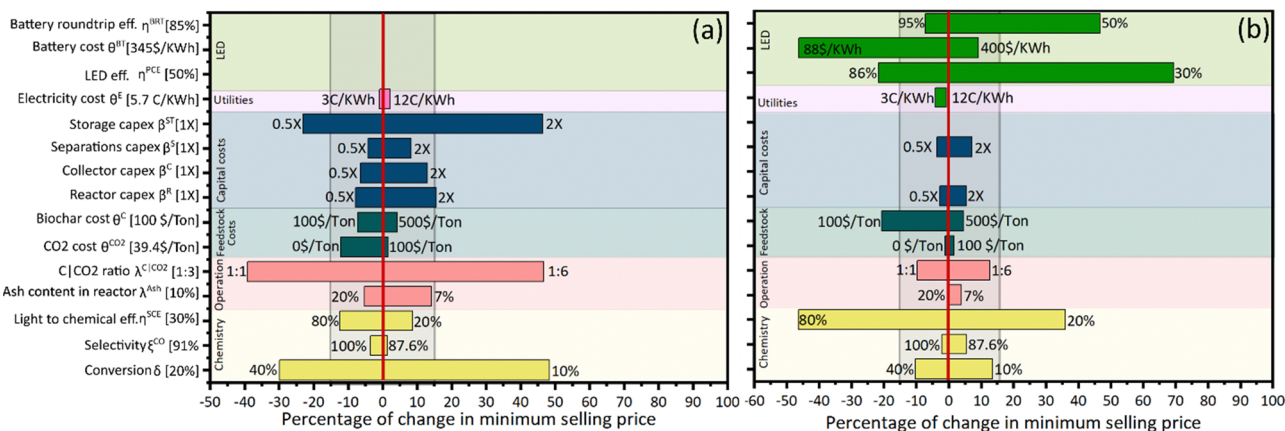 Battery roundtrip eff. η^BRT [85%]
Battery cost θ^BT[345$/KWh]
LED eff. η^PCE [50%]
Electricity cost θ^E [5.7 C/KWh]
Storage capex β^ST[1X]
Separations capex β^S[1X]
Collector capex β^C [1X]
Reactor capex β^R [1X]
Biochar cost θ^C [100 $/Ton]
CO2 cost θ^CO2 [39.4$/Ton]
C|CO2 ratio λ^C|CO2 [1:3]
Ash content in reactor λ^Ash [10%]
Light to chemical eff.η^SCE [30%]
Selectivity ξ^CO [91%
Conversion δ [20%]
(a)
LED
Utilities
Capital costs
Feedstock
Costs
Operation
Chemistry
3C/KWh 12C/KWh
0.5X 2X
0.5X 2X
0.5X 2X
0.5X 2X
100$/Ton 500$/Ton
0$/Ton 100$/Ton
1:1 1:6
20% 7%
80% 20%
100% 87.6%
40% 10%
-50 -40 -30 -20 -10 0 10 20 30 40 50 60 70 80 90 100
Percentage of change in minimum selling price
(b)
LED
Utilities
Capital costs
Feedstock
Costs
Operation
Chemistry
95% 50%
88$/KWh 400$/KWh
86% 30%
3C/KWh 12C/KWh
0.5X 2X
0.5X 2X
100$/Ton 500$/Ton
0 $/Ton 100 $/Ton
1:1 1:6
20% 7%
80% 20%
100% 87.6%
40% 10%
-60 -50 -40 -30 -20 -10 0 10 20 30 40 50 60 70 80 90 100
Percentage of change in minimum selling price